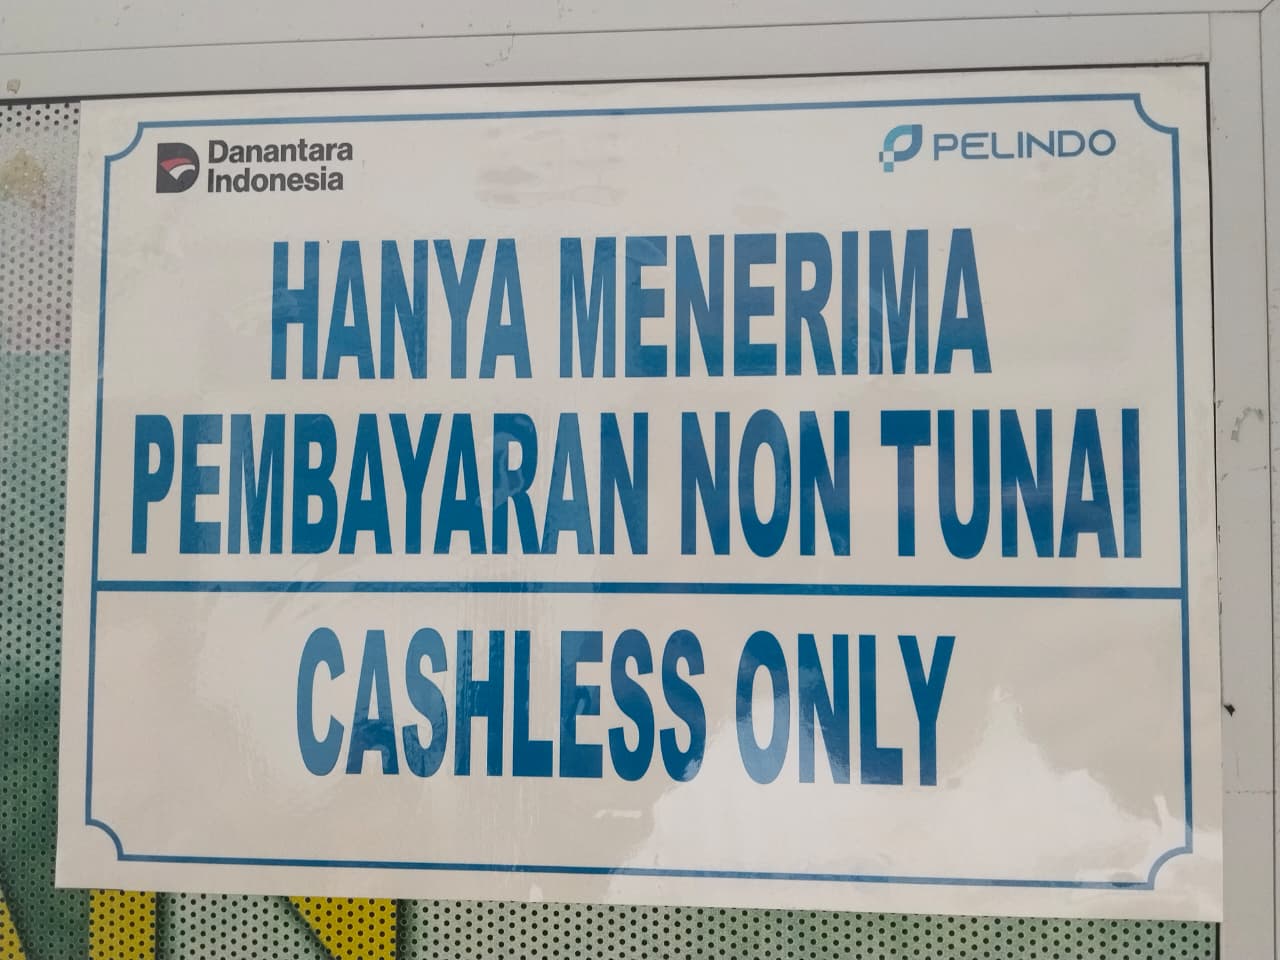 Danantara
Indonesia
PELINDO
HANYA MENERIMA
PEMBAYARAN NON TUNAI
CASHLESS ONLY